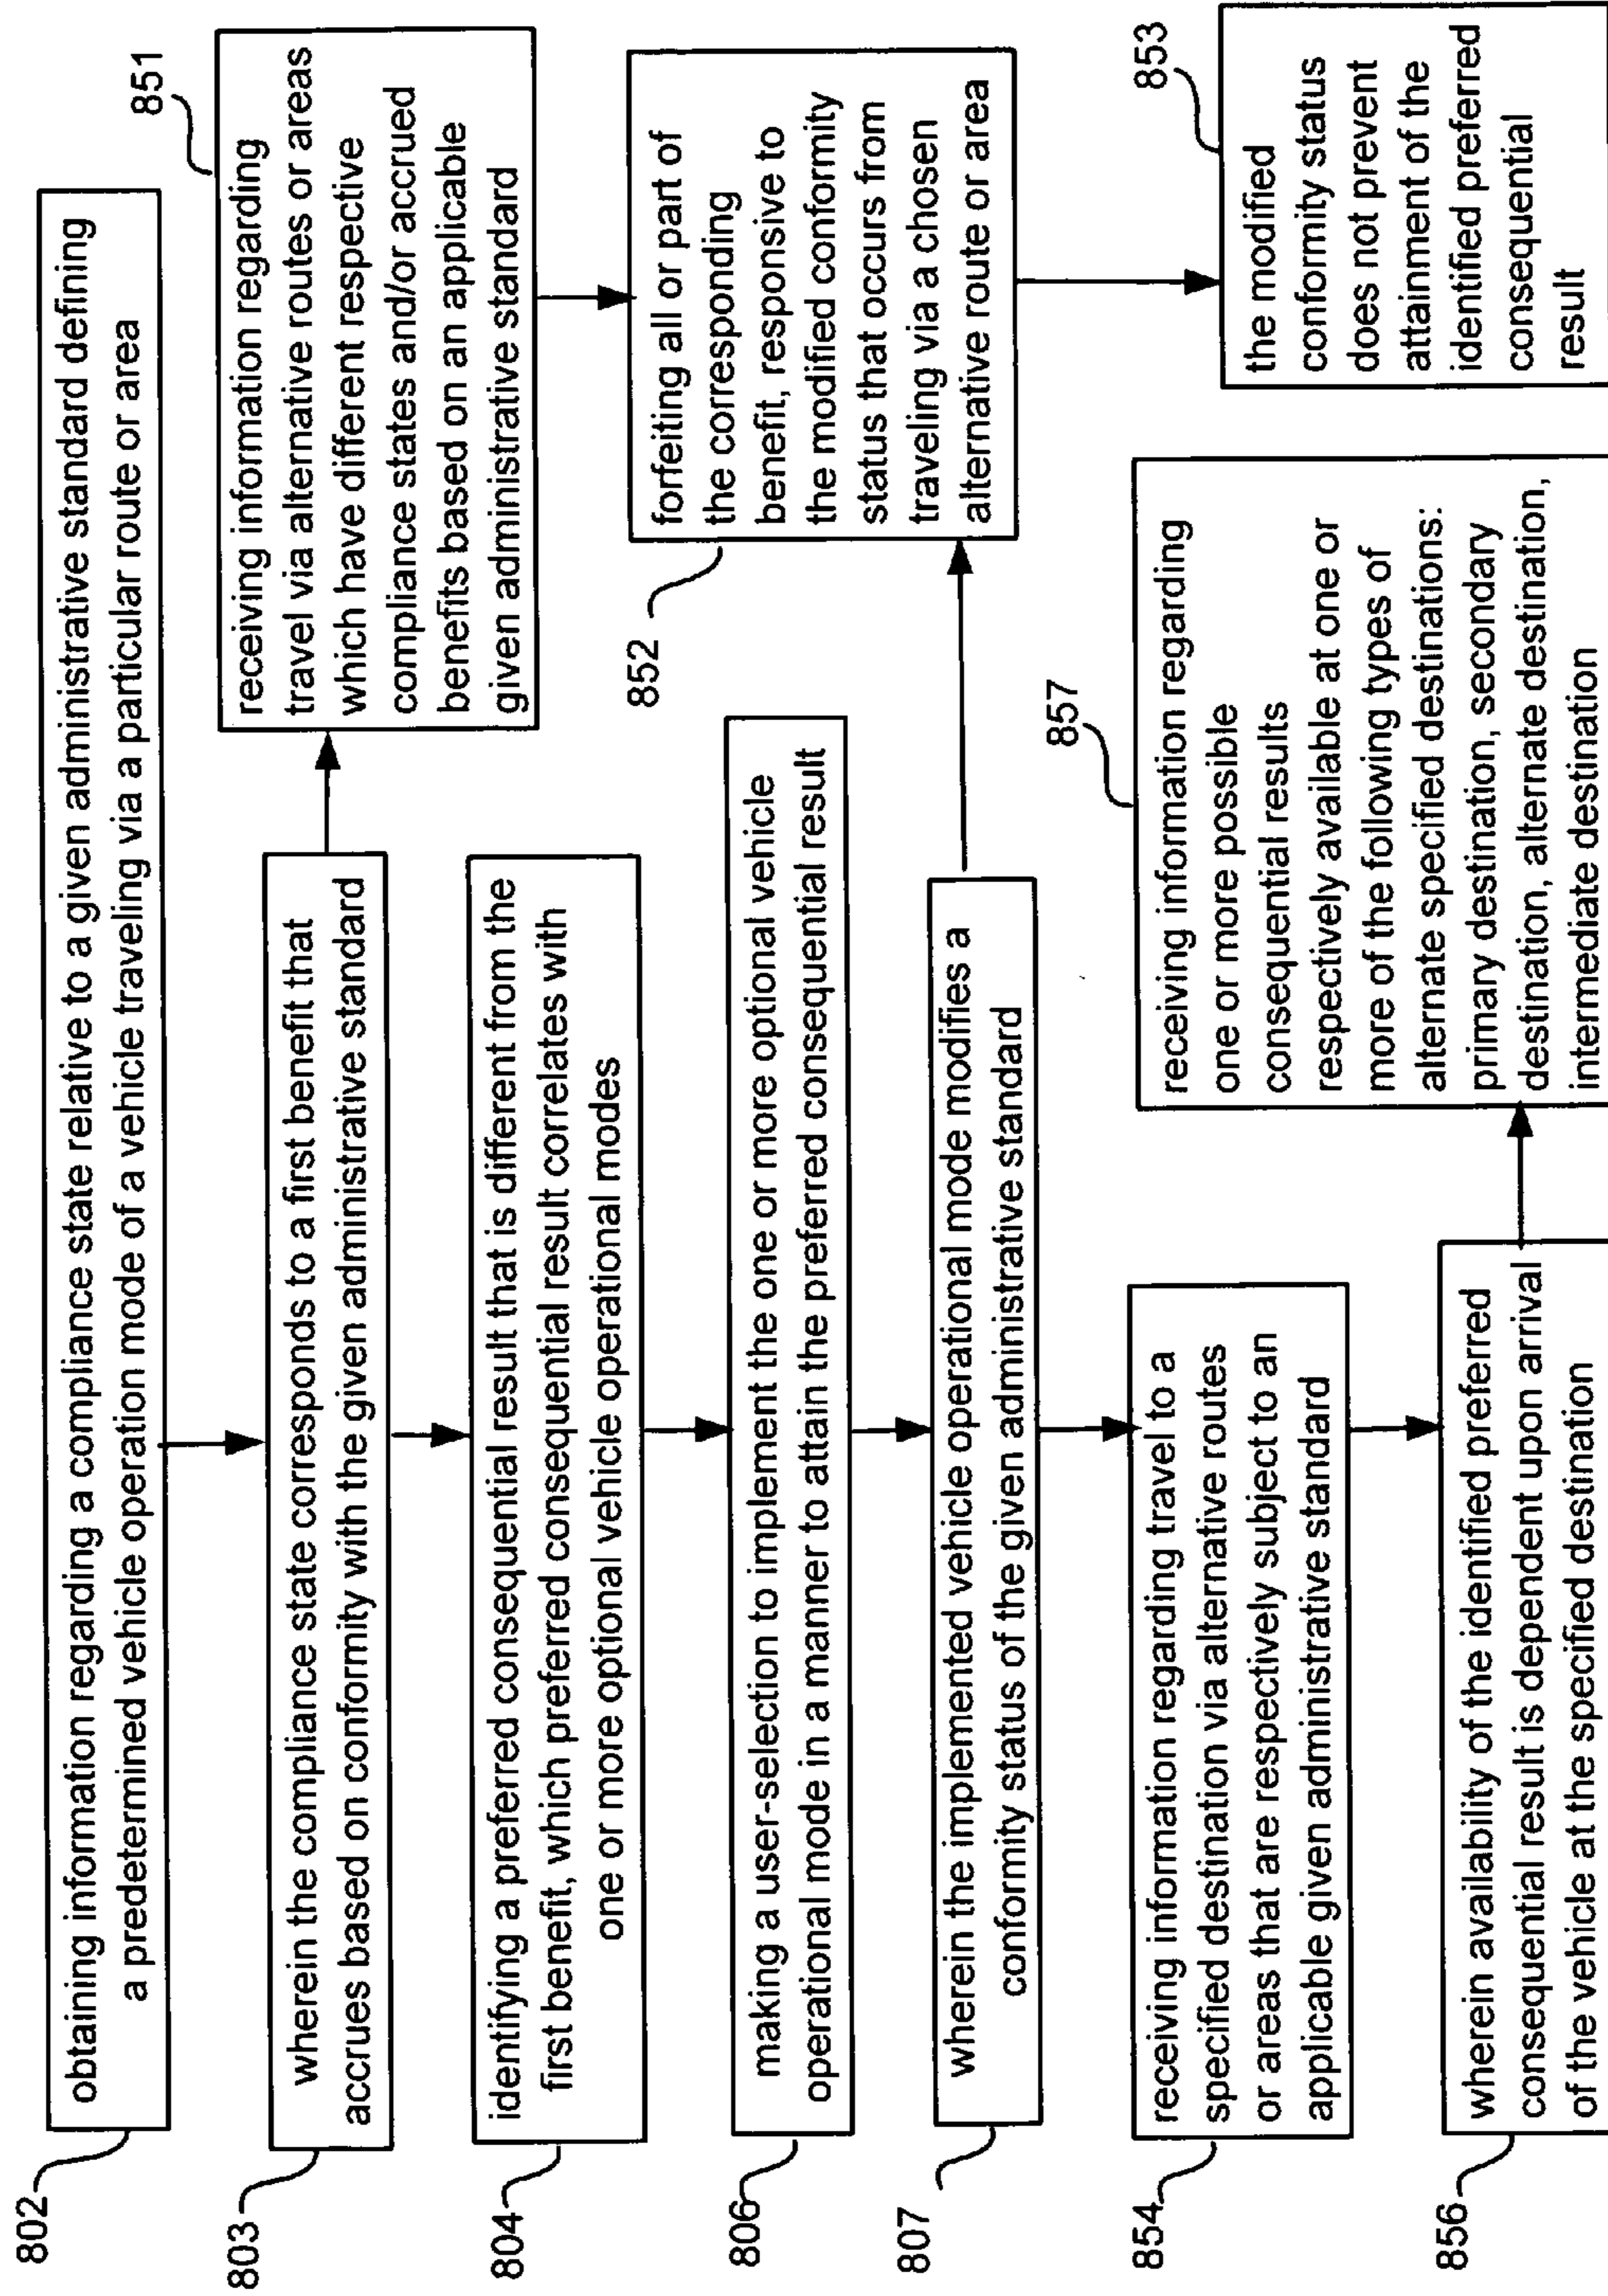 802
obtaining information regarding a compliance state relative to a given administrative standard defining
a predetermined vehicle operation mode of a vehicle traveling via a particular route or area
803
wherein the compliance state corresponds to a first benefit that
accrues based on conformity with the given administrative standard
851
receiving information regarding
travel via alternative routes or areas
which have different respective
compliance states and/or accrued
benefits based on an applicable
given administrative standard
804
identifying a preferred consequential result that is different from the
first benefit, which preferred consequential result correlates with
one or more optional vehicle operational modes
852
forfeiting all or part of
the corresponding
benefit, responsive to
the modified conformity
status that occurs from
traveling via a chosen
alternative route or area
806
making a user-selection to implement the one or more optional vehicle
operational mode in a manner to attain the preferred consequential result
807
wherein the implemented vehicle operational mode modifies a
conformity status of the given administrative standard
853
the modified
conformity status
does not prevent
attainment of the
identified preferred
consequential
result
854
receiving information regarding travel to a
specified destination via alternative routes
or areas that are respectively subject to an
applicable given administrative standard
857
receiving information regarding
one or more possible
consequential results
respectively available at one or
more of the following types of
alternate specified destinations:
primary destination, secondary
destination, alternate destination,
intermediate destination
856
wherein availability of the identified preferred
consequential result is dependent upon arrival
of the vehicle at the specified destination